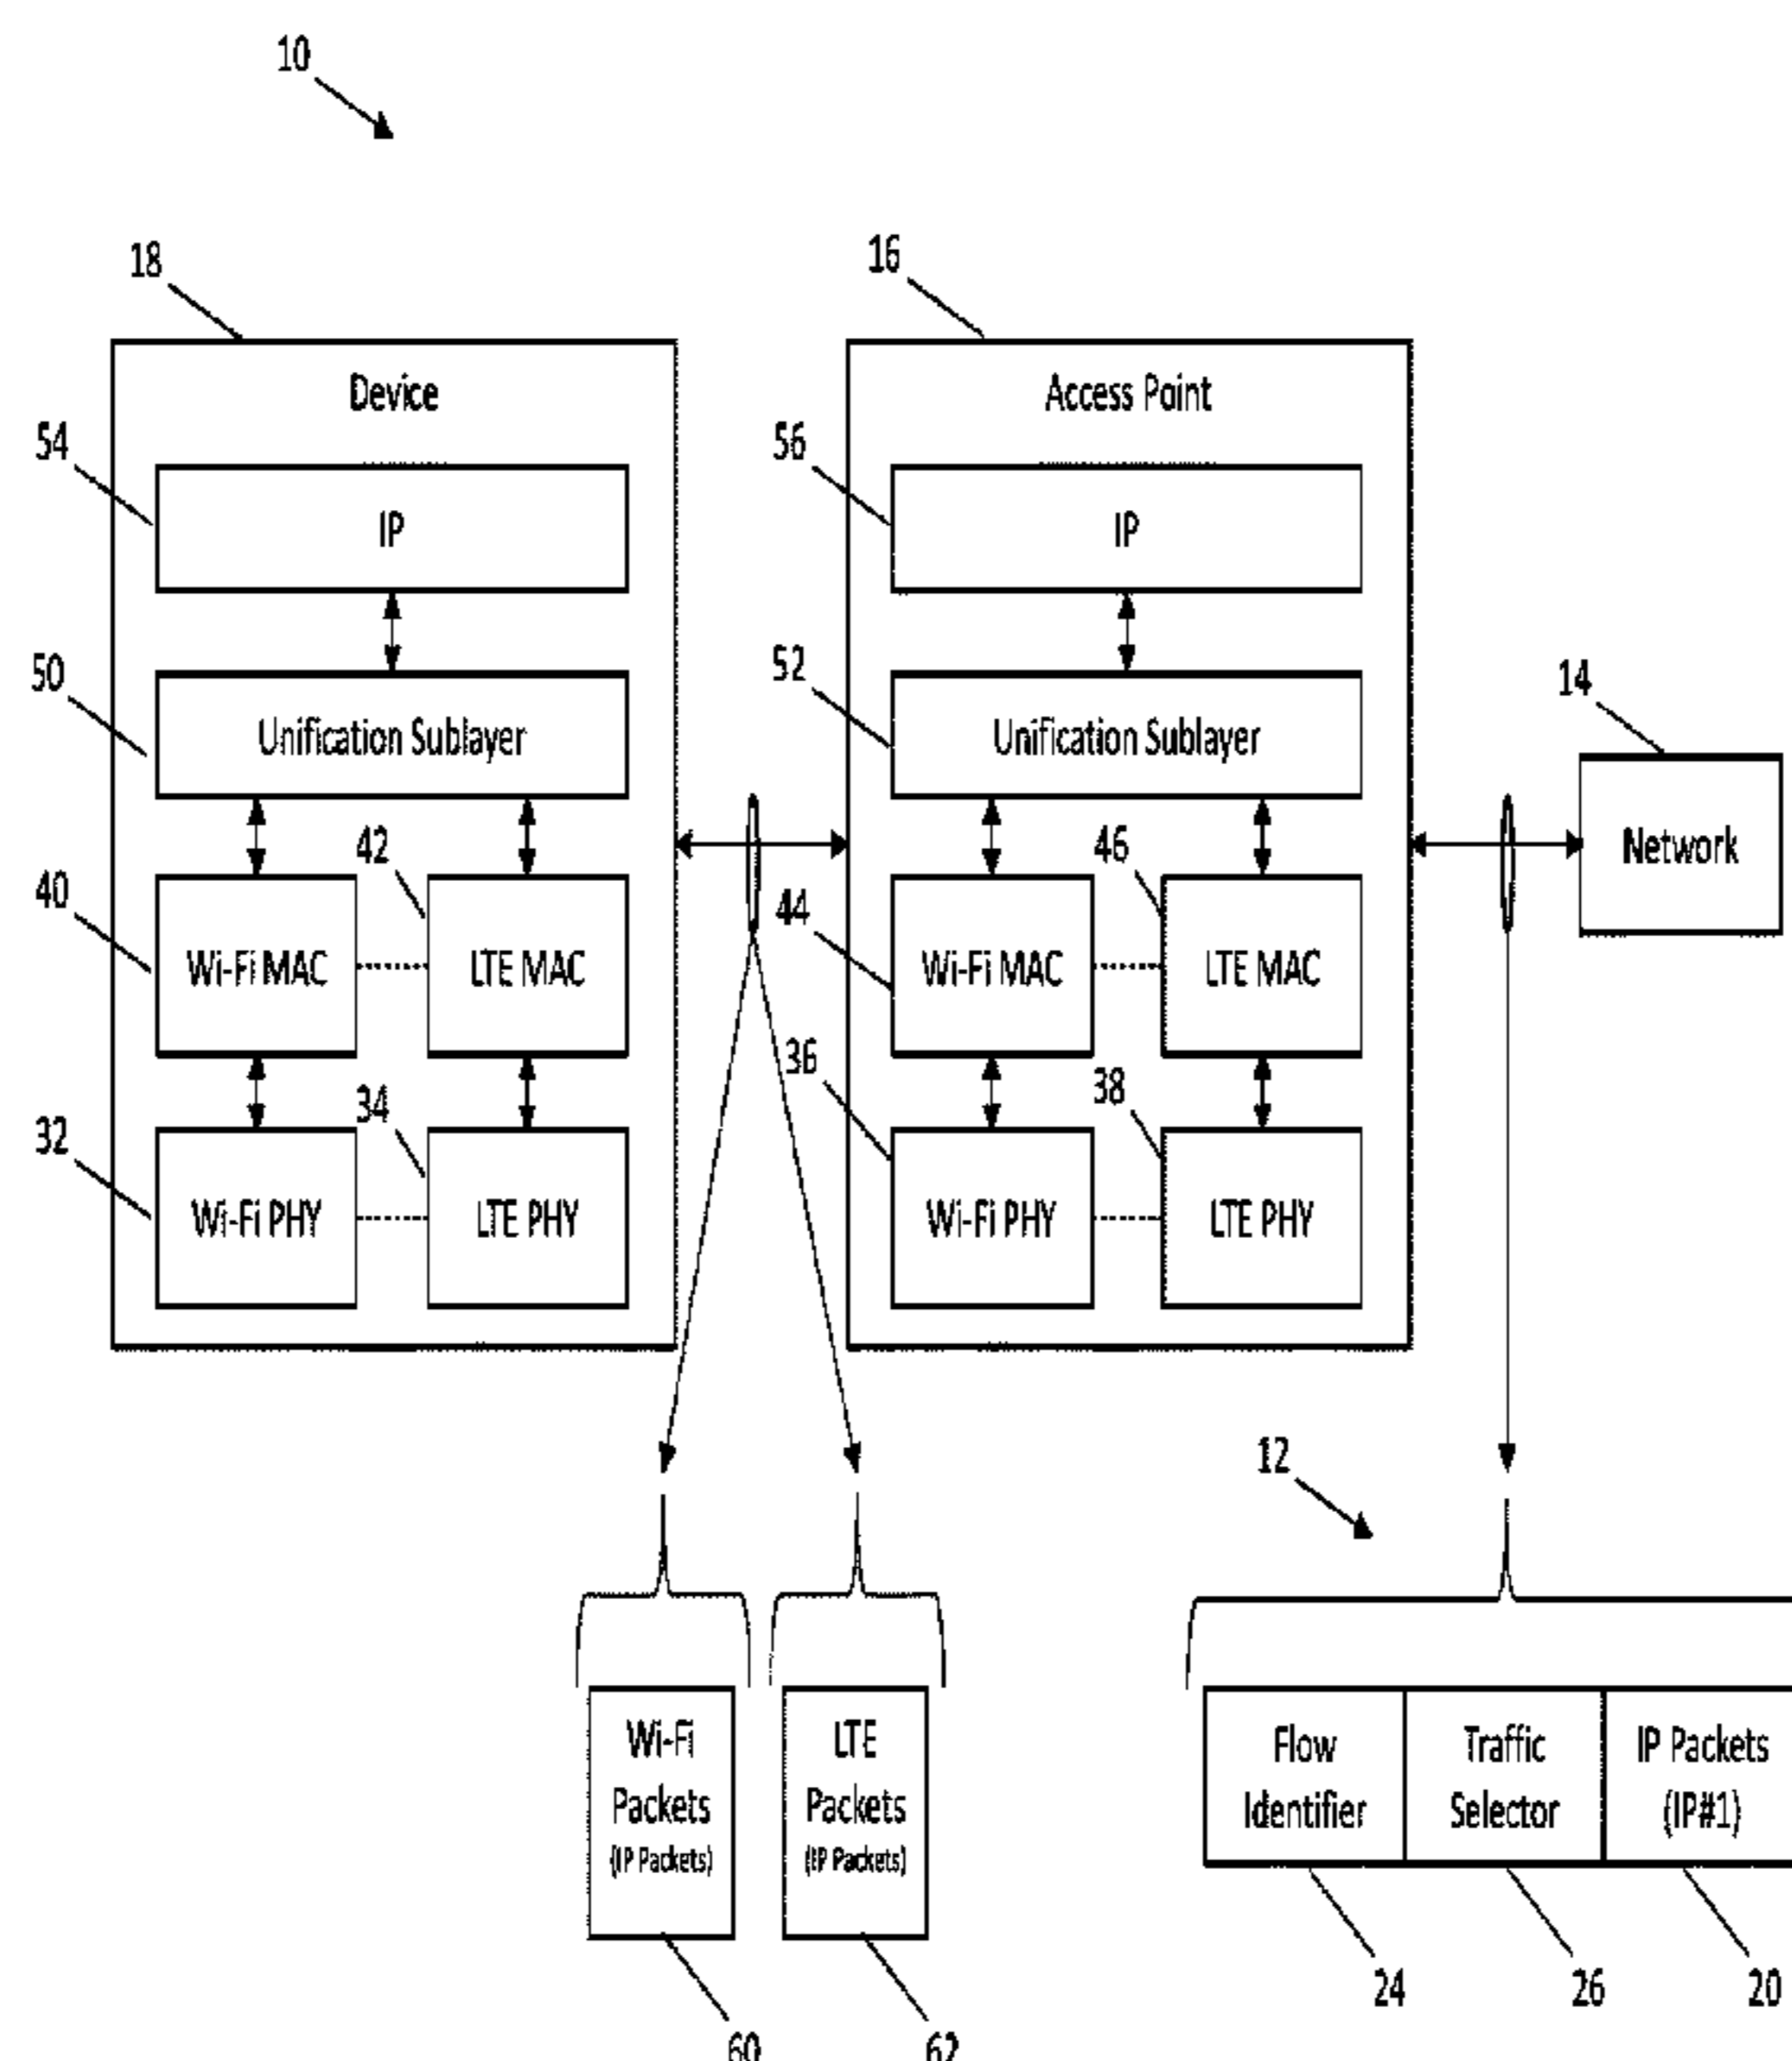 10
18
16
Device
Access Point
54
56
IP
IP
50
52
14
Unification Sublayer
Unification Sublayer
Network
42
46
40
44
Wi-Fi MAC
LTE MAC
Wi-Fi MAC
LTE MAC
34
36
38
32
Wi-Fi PHY
LTE PHY
Wi-Fi PHY
LTE PHY
12
Wi-Fi
Packets
(IP Packets)
LTE
Packets
(IP Packets)
Flow
Identifier
Traffic
Selector
IP Packets
(IP#1)
24
26
20
60
62